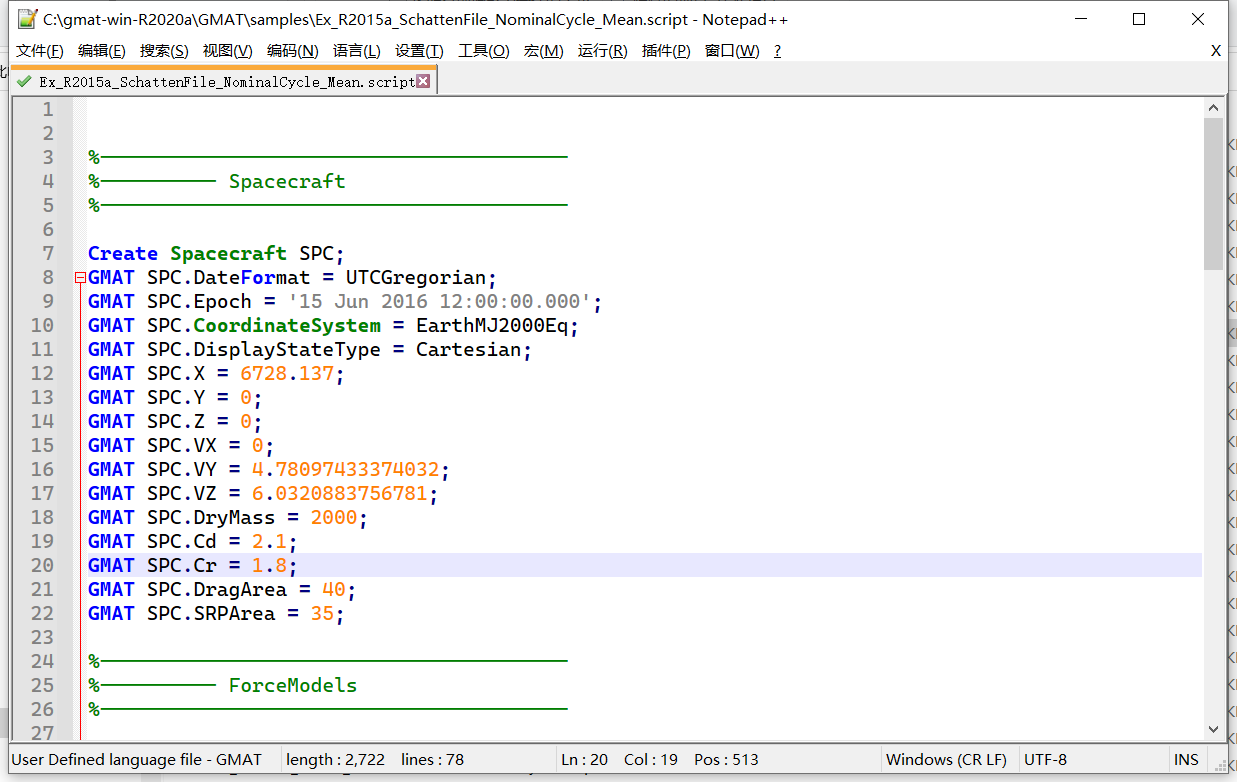 C:\gmat-win-R2020a\GMAT\samples\Ex_R2015a_SchattenFile_NominalCycle_Mean.script - Notepad++
文件(F) 编辑(E) 搜索(S) 视图(V) 编码(N) 语言(L) 设置(T) 工具(O) 宏(M) 运行(R) 插件(P) 窗口(W) ? X
Ex_R2015a_SchattenFile_NominalCycle_Mean.script
1
2
3 %----------------------------------------
4 %---------- Spacecraft
5 %----------------------------------------
6
7 Create Spacecraft SPC;
8 GMAT SPC.DateFormat = UTCGregorian;
9 GMAT SPC.Epoch = '15 Jun 2016 12:00:00.000';
10 GMAT SPC.CoordinateSystem = EarthMJ2000Eq;
11 GMAT SPC.DisplayStateType = Cartesian;
12 GMAT SPC.X = 6728.137;
13 GMAT SPC.Y = 0;
14 GMAT SPC.Z = 0;
15 GMAT SPC.VX = 0;
16 GMAT SPC.VY = 4.78097433374032;
17 GMAT SPC.VZ = 6.0320883756781;
18 GMAT SPC.DryMass = 2000;
19 GMAT SPC.Cd = 2.1;
20 GMAT SPC.Cr = 1.8;
21 GMAT SPC.DragArea = 40;
22 GMAT SPC.SRPArea = 35;
23
24 %----------------------------------------
25 %---------- ForceModels
26 %----------------------------------------
27
User Defined language file - GMAT length : 2,722 lines : 78 Ln : 20 Col : 19 Pos : 513 Windows (CR LF) UTF-8 INS